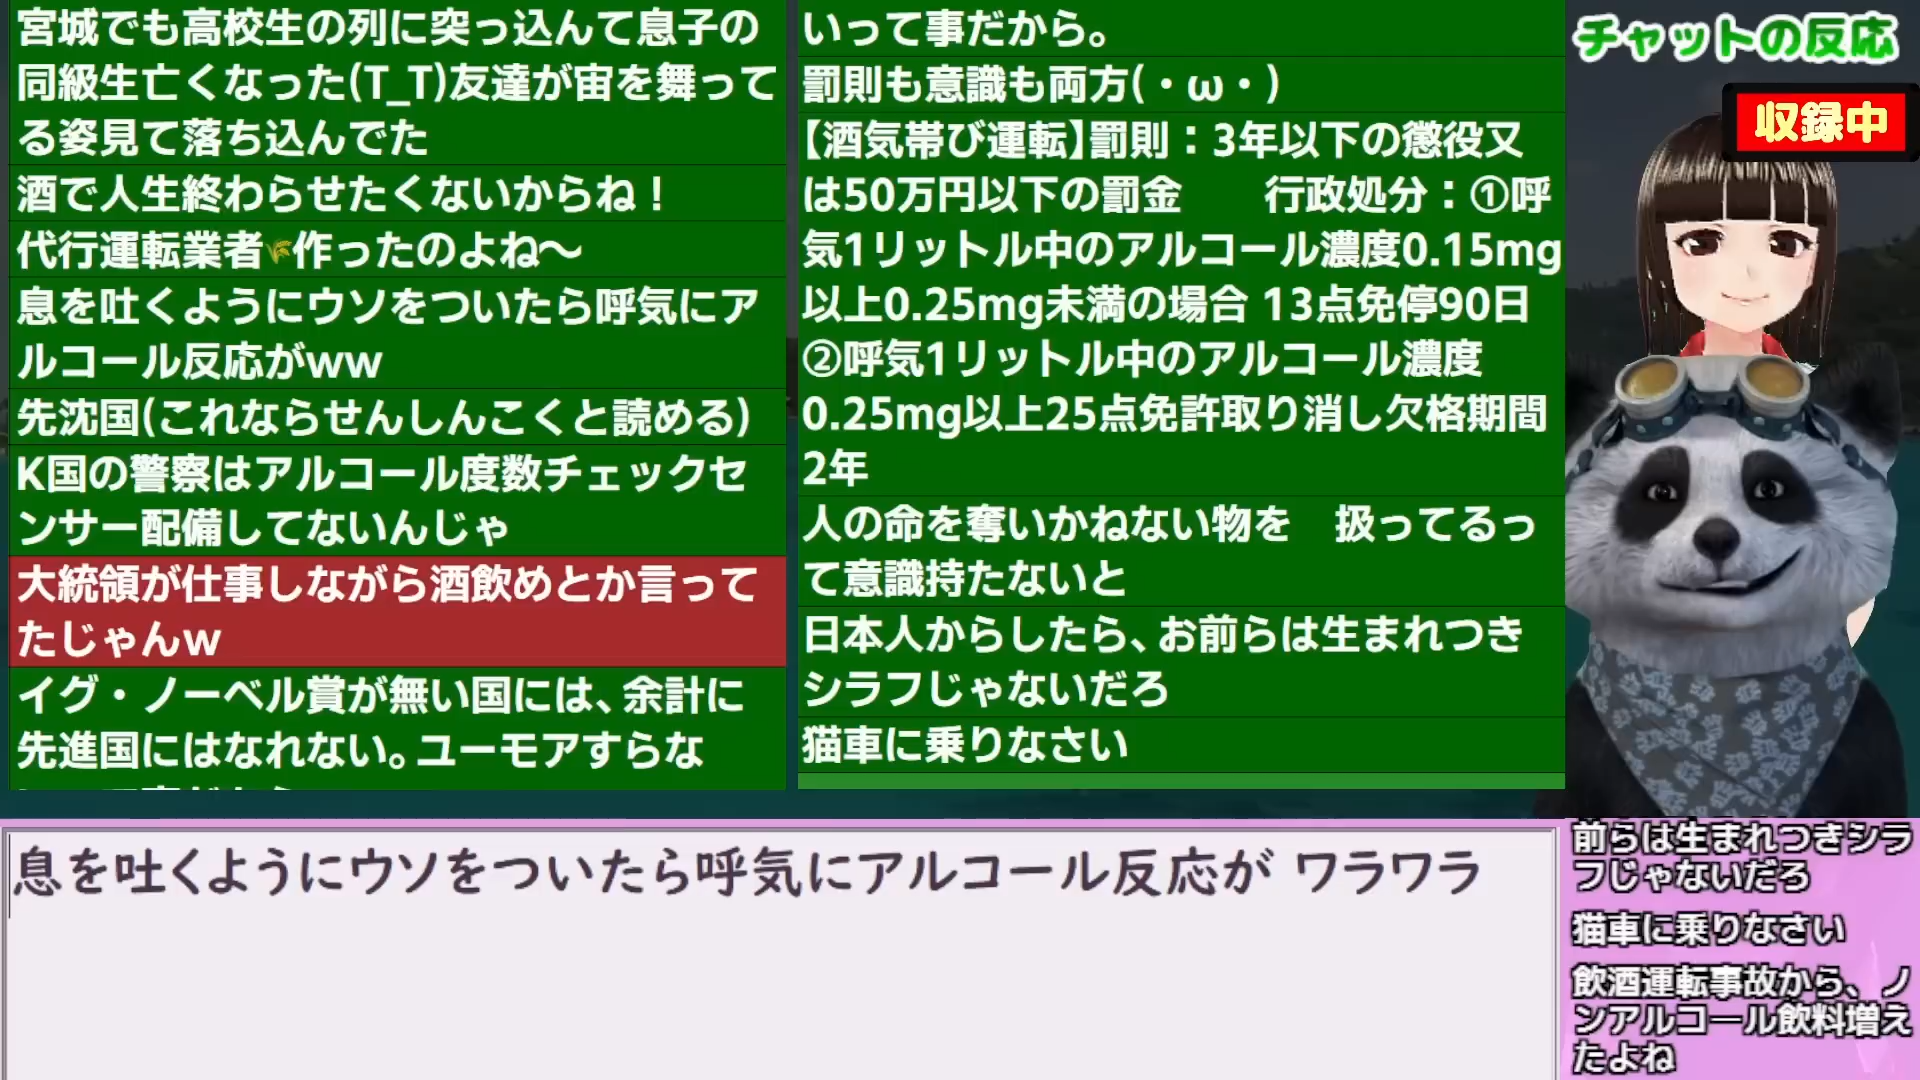 宮城でも高校生の列に突っ込んて息子の
同級生亡くなった(T_T)友達が宙を舞って
る姿見て落ち込んでた
酒で人生終わらせたくないからね！
代行運転業者🌾作ったのよね〜
息を吐くようにウソをついたら呼気にア
ルコール反応がww
先沈国(これならせんしんこくと読める)
K国の警察はアルコール度数チェックセ
ンサー配備してないんじゃ
大統領が仕事しながら酒飲めとか言って
たじゃんw
イグ・ノーベル賞が無い国には、余計に
先進国にはなれない。ユーモアすらな
いって事だから。
罰則も意識も両方(・ω・)
【酒気帯び運転】罰則：3年以下の懲役又
は50万円以下の罰金　　行政処分：①呼
気1リットル中のアルコール濃度0.15mg
以上0.25mg未満の場合 13点免停90日
②呼気1リットル中のアルコール濃度
0.25mg以上25点免許取り消し欠格期間
2年
人の命を奪いかねない物を　扱ってるっ
て意識持たないと
日本人からしたら、お前らは生まれつき
シラフじゃないだろ
猫車に乗りなさい
チャットの反応
収録中
息を吐くようにウソをついたら呼気にアルコール反応が ワラワラ
前らは生まれつきシラ
フじゃないだろ
猫車に乗りなさい
飲酒運転事故から、ノ
ンアルコール飲料増え
たよね